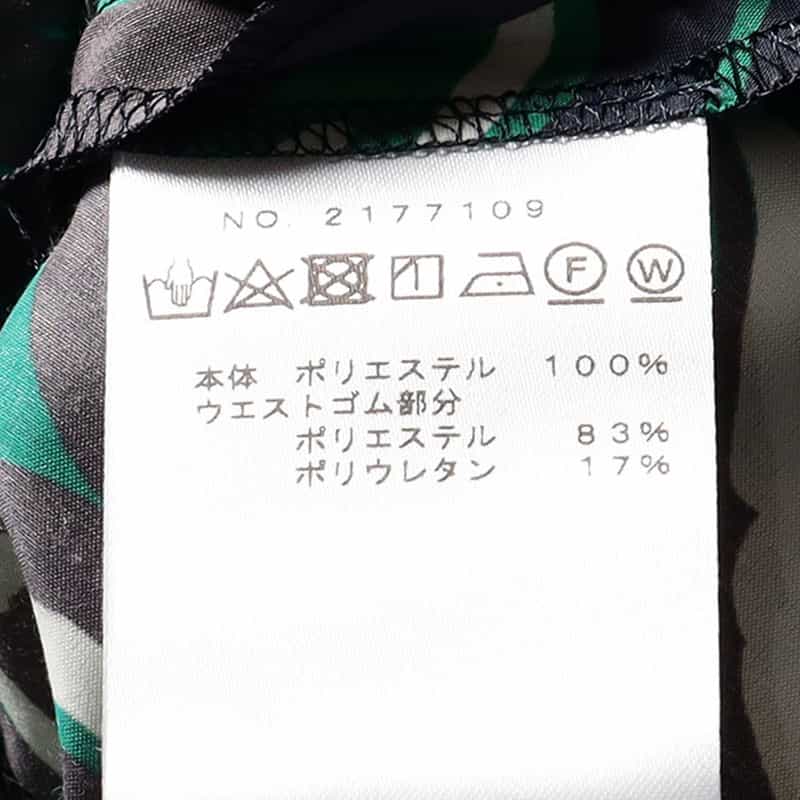 NO. 2177109
F W
本体 ポリエステル 100%
ウエストゴム部分
ポリエステル 83%
ポリウレタン 17%